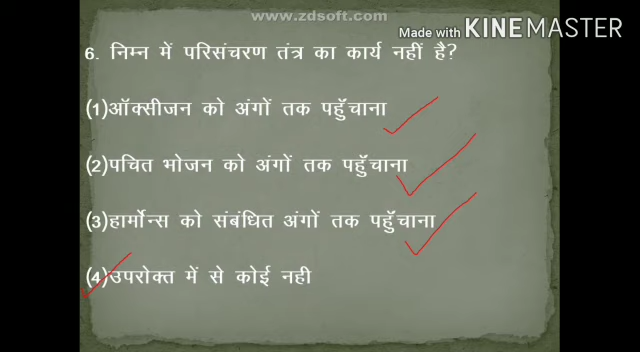 www.zdsoft.com
Made with KINEMASTER
6. निम्न में परिसंचरण तंत्र का कार्य नहीं है?
(1)ऑक्सीजन को अंगों तक पहुँचाना
(2)पचित भोजन को अंगों तक पहुँचाना
(3)हार्मोन्स को संबंधित अंगों तक पहुँचाना
(4)उपरोक्त में से कोई नही